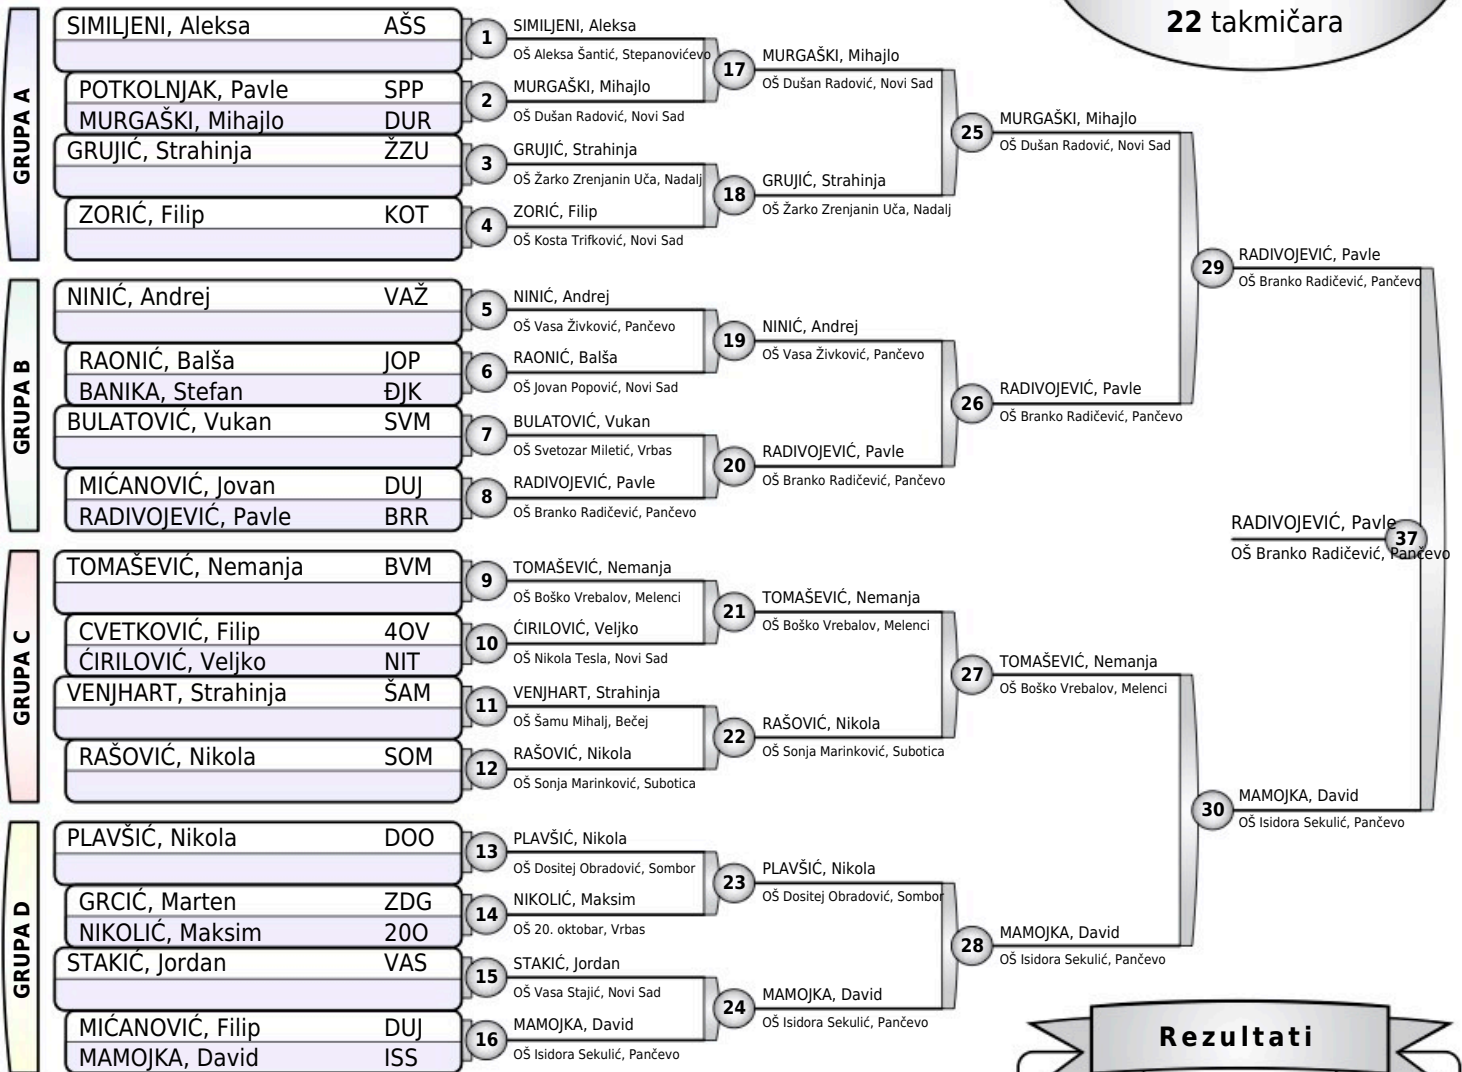 22 takmičara
GRUPA A
SIMILJENI, Aleksa AŠS
POTKOLNJAK, Pavle SPP
MURGAŠKI, Mihajlo DUR
GRUJIĆ, Strahinja ŽZU
ZORIĆ, Filip KOT
GRUPA B
NINIĆ, Andrej VAŽ
RAONIĆ, Balša JOP
BANIKA, Stefan ĐJK
BULATOVIĆ, Vukan SVM
MIĆANOVIĆ, Jovan DUJ
RADIVOJEVIĆ, Pavle BRR
GRUPA C
TOMAŠEVIĆ, Nemanja BVM
CVETKOVIĆ, Filip 4OV
ĆIRILOVIĆ, Veljko NIT
VENJHART, Strahinja ŠAM
RAŠOVIĆ, Nikola SOM
GRUPA D
PLAVŠIĆ, Nikola DOO
GRCIĆ, Marten ZDG
NIKOLIĆ, Maksim 20O
STAKIĆ, Jordan VAS
MIĆANOVIĆ, Filip DUJ
MAMOJKA, David ISS
1 SIMILJENI, Aleksa
OŠ Aleksa Šantić, Stepanovićevo
2 MURGAŠKI, Mihajlo
OŠ Dušan Radović, Novi Sad
3 GRUJIĆ, Strahinja
OŠ Žarko Zrenjanin Uča, Nadalj
4 ZORIĆ, Filip
OŠ Kosta Trifković, Novi Sad
5 NINIĆ, Andrej
OŠ Vasa Živković, Pančevo
6 RAONIĆ, Balša
OŠ Jovan Popović, Novi Sad
7 BULATOVIĆ, Vukan
OŠ Svetozar Miletić, Vrbas
8 RADIVOJEVIĆ, Pavle
OŠ Branko Radičević, Pančevo
9 TOMAŠEVIĆ, Nemanja
OŠ Boško Vrebalov, Melenci
10 ĆIRILOVIĆ, Veljko
OŠ Nikola Tesla, Novi Sad
11 VENJHART, Strahinja
OŠ Šamu Mihalj, Bečej
12 RAŠOVIĆ, Nikola
OŠ Sonja Marinković, Subotica
13 PLAVŠIĆ, Nikola
OŠ Dositej Obradović, Sombor
14 NIKOLIĆ, Maksim
OŠ 20. oktobar, Vrbas
15 STAKIĆ, Jordan
OŠ Vasa Stajić, Novi Sad
16 MAMOJKA, David
OŠ Isidora Sekulić, Pančevo
17 MURGAŠKI, Mihajlo
OŠ Dušan Radović, Novi Sad
18 GRUJIĆ, Strahinja
OŠ Žarko Zrenjanin Uča, Nadalj
19 NINIĆ, Andrej
OŠ Vasa Živković, Pančevo
20 RADIVOJEVIĆ, Pavle
OŠ Branko Radičević, Pančevo
21 TOMAŠEVIĆ, Nemanja
OŠ Boško Vrebalov, Melenci
22 RAŠOVIĆ, Nikola
OŠ Sonja Marinković, Subotica
23 PLAVŠIĆ, Nikola
OŠ Dositej Obradović, Sombor
24 MAMOJKA, David
OŠ Isidora Sekulić, Pančevo
25 MURGAŠKI, Mihajlo
OŠ Dušan Radović, Novi Sad
26 RADIVOJEVIĆ, Pavle
OŠ Branko Radičević, Pančevo
27 TOMAŠEVIĆ, Nemanja
OŠ Boško Vrebalov, Melenci
28 MAMOJKA, David
OŠ Isidora Sekulić, Pančevo
29 RADIVOJEVIĆ, Pavle
OŠ Branko Radičević, Pančevo
30 MAMOJKA, David
OŠ Isidora Sekulić, Pančevo
RADIVOJEVIĆ, Pavle 37
OŠ Branko Radičević, Pančevo
Rezultati